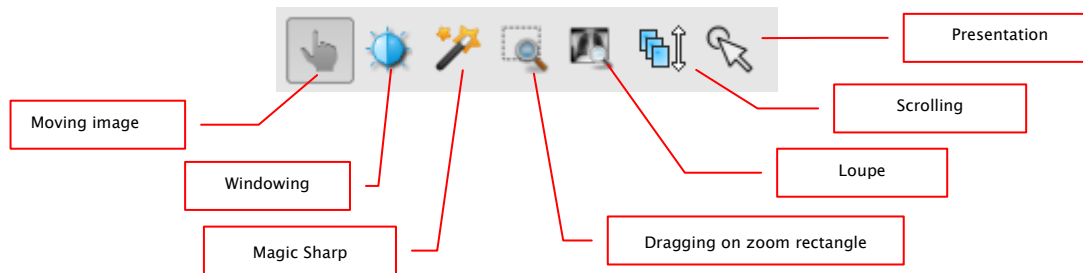 Presentation
Scrolling
Moving image
Loupe
Windowing
Dragging on zoom rectangle
Magic Sharp